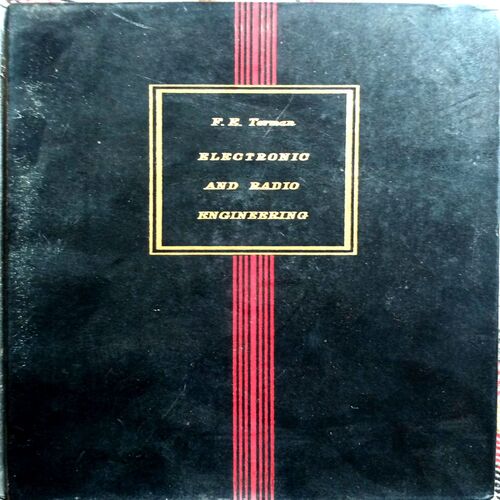 F. E. Terman
ELECTRONIC
AND RADIO
ENGINEERING